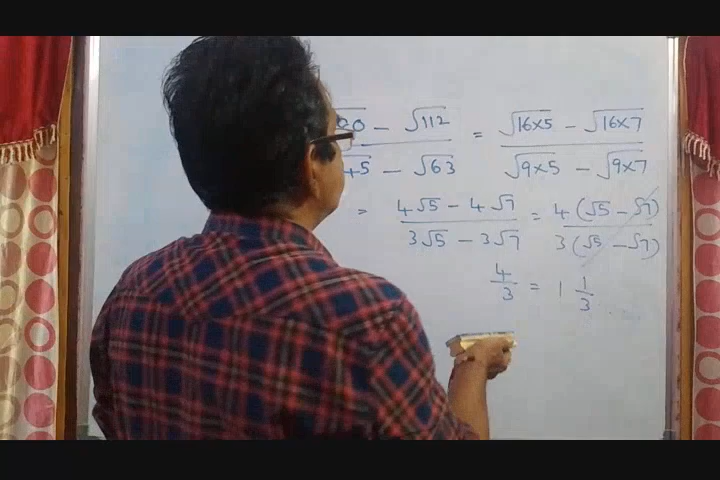 √112 = √16×5 − √16×7
√63 √9×5 − √9×7
= 4√5 − 4√7 = 4 (√5 − √7)
3√5 − 3√7 3 (√5 − √7)
4/3 = 1 1/3